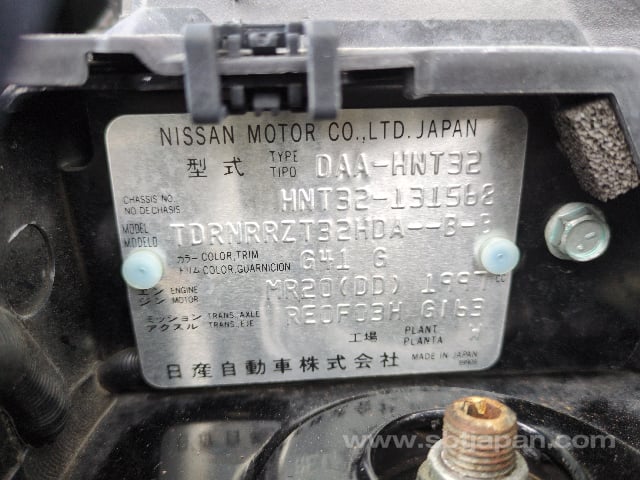 NISSAN MOTOR CO.,LTD. JAPAN
型式 TYPE TIPO DAA-HNT32
CHASSIS NO. NO DECHASIS HNT32-131568
MODEL MODELO TDRNRRZT32HDA--B-
カラー COLOR,TRIM トリム COLOR,GUARNICION G41 G
エンジン ENGINE MOTOR MR20(DD) 1997 cc
ミッション TRANS.,AXLE アクスル TRANS.,EJE RE0F03H G163
工場 PLANT PLANTA W
日産自動車株式会社 MADE IN JAPAN
www.sbtjapan.com